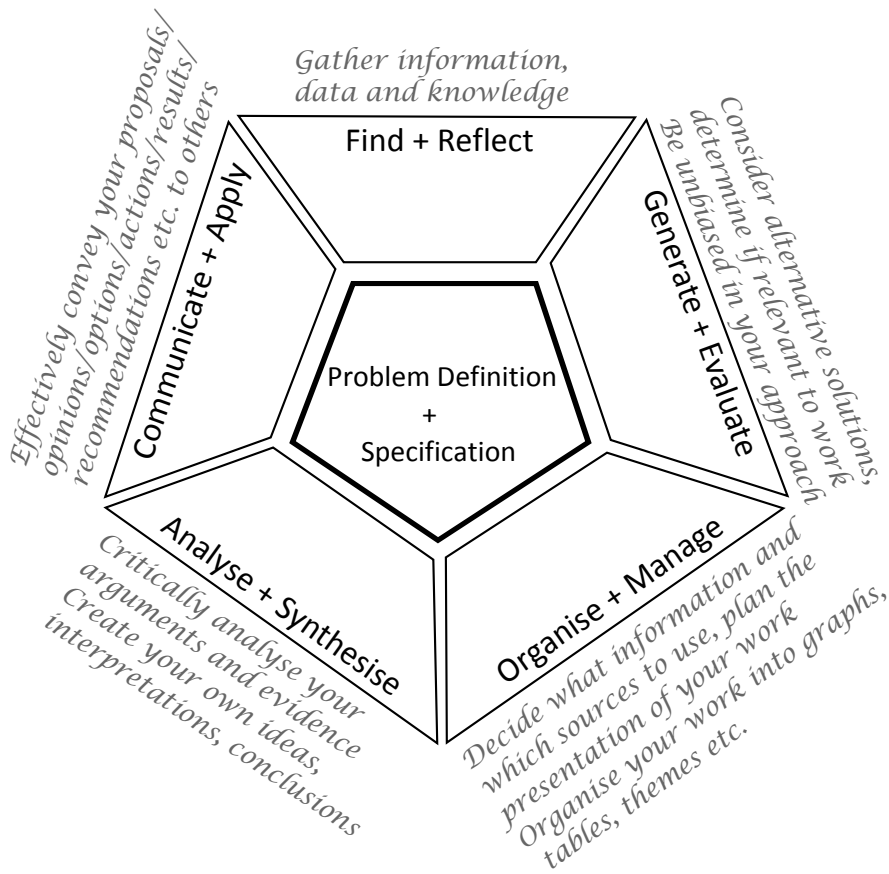 Gather information,
data and knowledge
Find + Reflect
Consider alternative solutions,
determine if relevant to work
Be unbiased in your approach
Generate + Evaluate
Organise + Manage
Decide what information and
which sources to use, plan the
presentation of your work
Organise your work into graphs,
tables, themes etc.
Analyse + Synthesise
Critically analyse your
arguments and evidence
Create your own ideas,
interpretations, conclusions
Effectively convey your proposals/
opinions/options/actions/results/
recommendations etc. to others
Communicate + Apply
Problem Definition
+
Specification